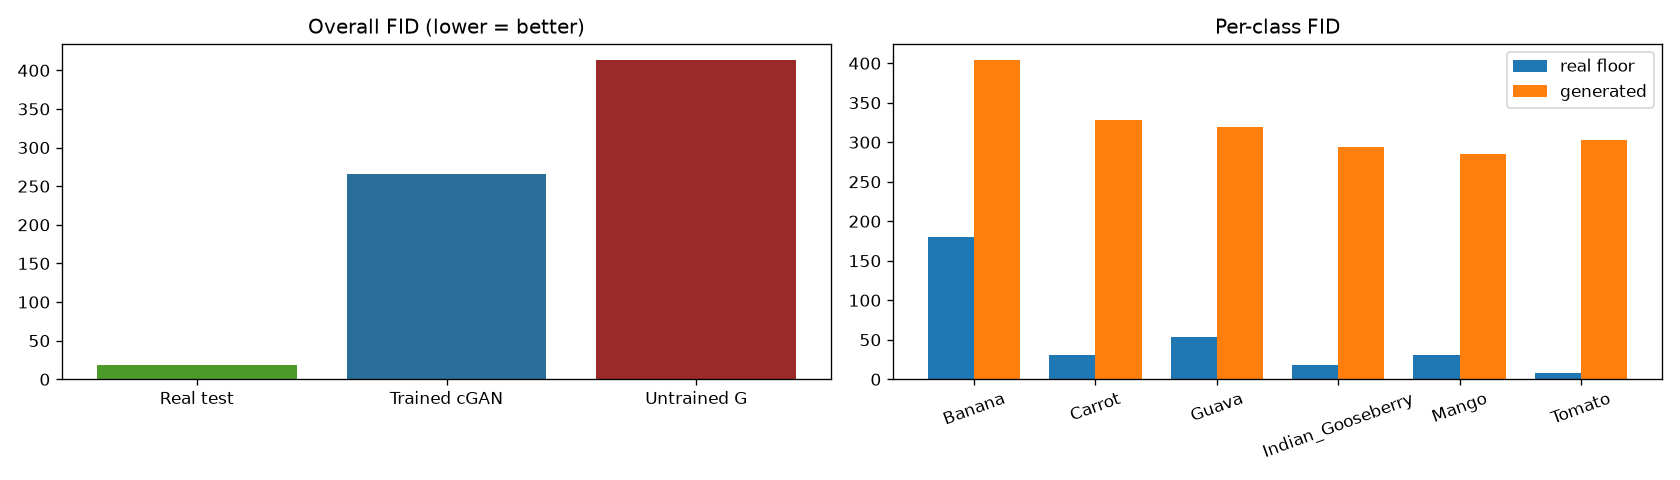 Overall FID (lower = better)
400
350
300
250
200
150
100
50
0
Real test
Trained cGAN
Untrained G
Per-class FID
real floor
generated
400
350
300
250
200
150
100
50
0
Banana
Carrot
Guava
Indian_Gooseberry
Mango
Tomato